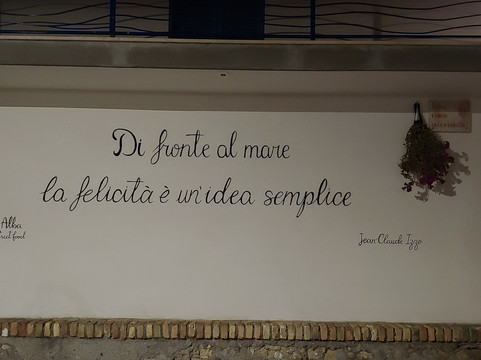 Di fronte al mare
la felicità è un'idea semplice
Alba
Jean Claude Izzo